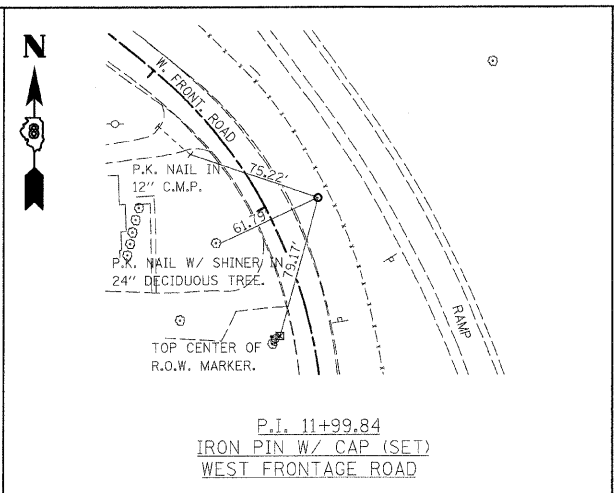 N
8
W. FRONT. ROAD
75.22'
P.K. NAIL IN
12" C.M.P.
61.79'
79.17'
P.K. NAIL W/ SHINER IN
24" DECIDUOUS TREE.
TOP CENTER OF
R.O.W. MARKER.
RAMP
P.I. 11+99.84
IRON PIN W/ CAP (SET)
WEST FRONTAGE ROAD